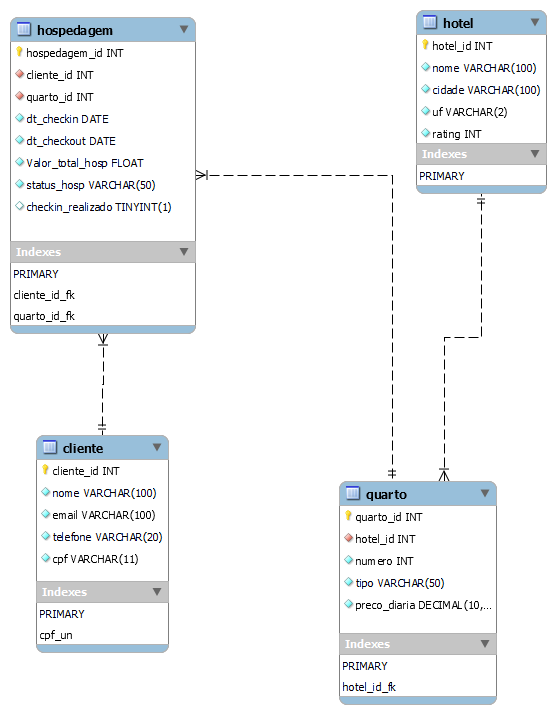 hospedagem
hospedagem_id INT
cliente_id INT
quarto_id INT
dt_checkin DATE
dt_checkout DATE
Valor_total_hosp FLOAT
status_hosp VARCHAR(50)
checkin_realizado TINYINT(1)
Indexes
PRIMARY
cliente_id_fk
quarto_id_fk
hotel
hotel_id INT
nome VARCHAR(100)
cidade VARCHAR(100)
uf VARCHAR(2)
rating INT
Indexes
PRIMARY
cliente
cliente_id INT
nome VARCHAR(100)
email VARCHAR(100)
telefone VARCHAR(20)
cpf VARCHAR(11)
Indexes
PRIMARY
cpf_un
quarto
quarto_id INT
hotel_id INT
numero INT
tipo VARCHAR(50)
preco_diaria DECIMAL(10,...
Indexes
PRIMARY
hotel_id_fk